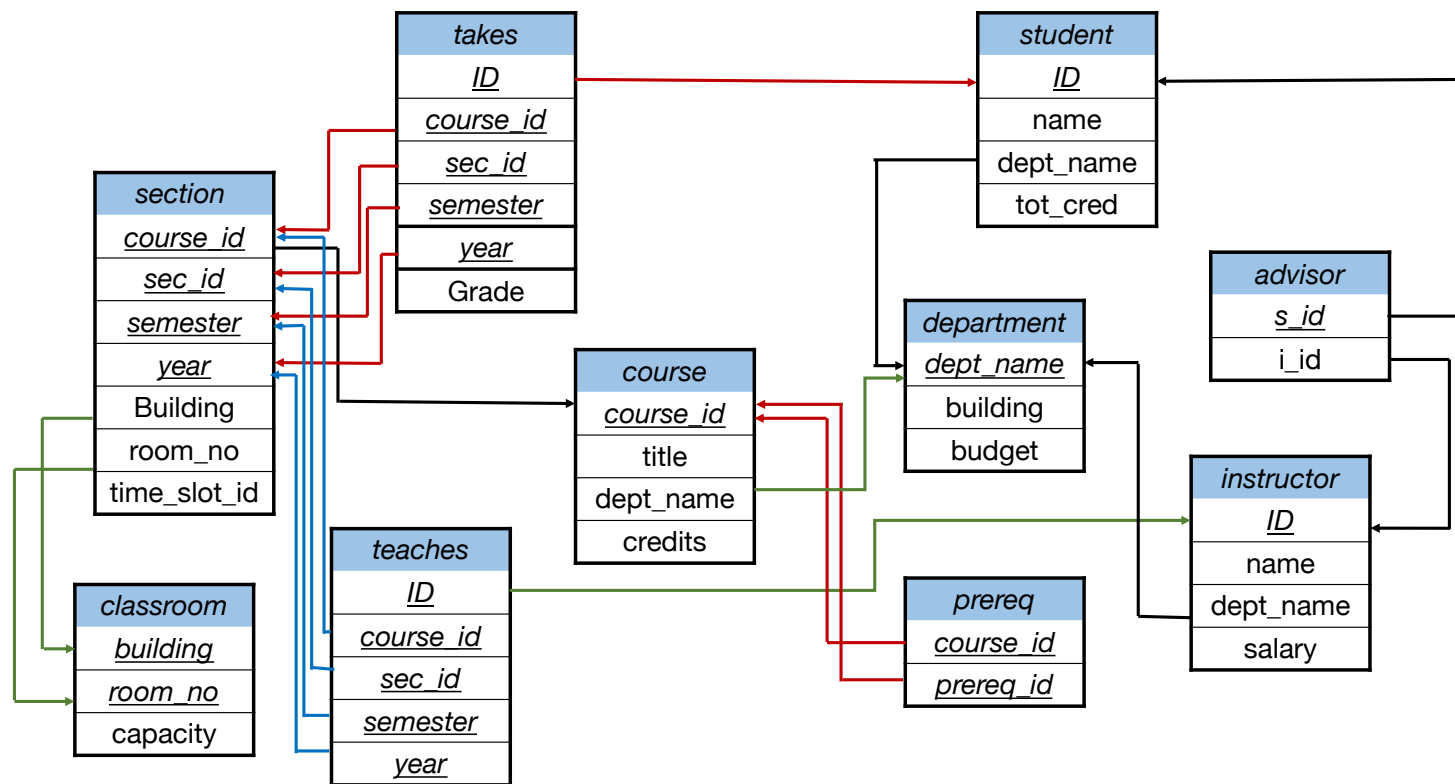 takes
ID
course_id
sec_id
semester
year
Grade
student
ID
name
dept_name
tot_cred
section
course_id
sec_id
semester
year
Building
room_no
time_slot_id
advisor
s_id
i_id
department
dept_name
building
budget
course
course_id
title
dept_name
credits
instructor
ID
name
dept_name
salary
teaches
ID
course_id
sec_id
semester
year
classroom
building
room_no
capacity
prereq
course_id
prereq_id